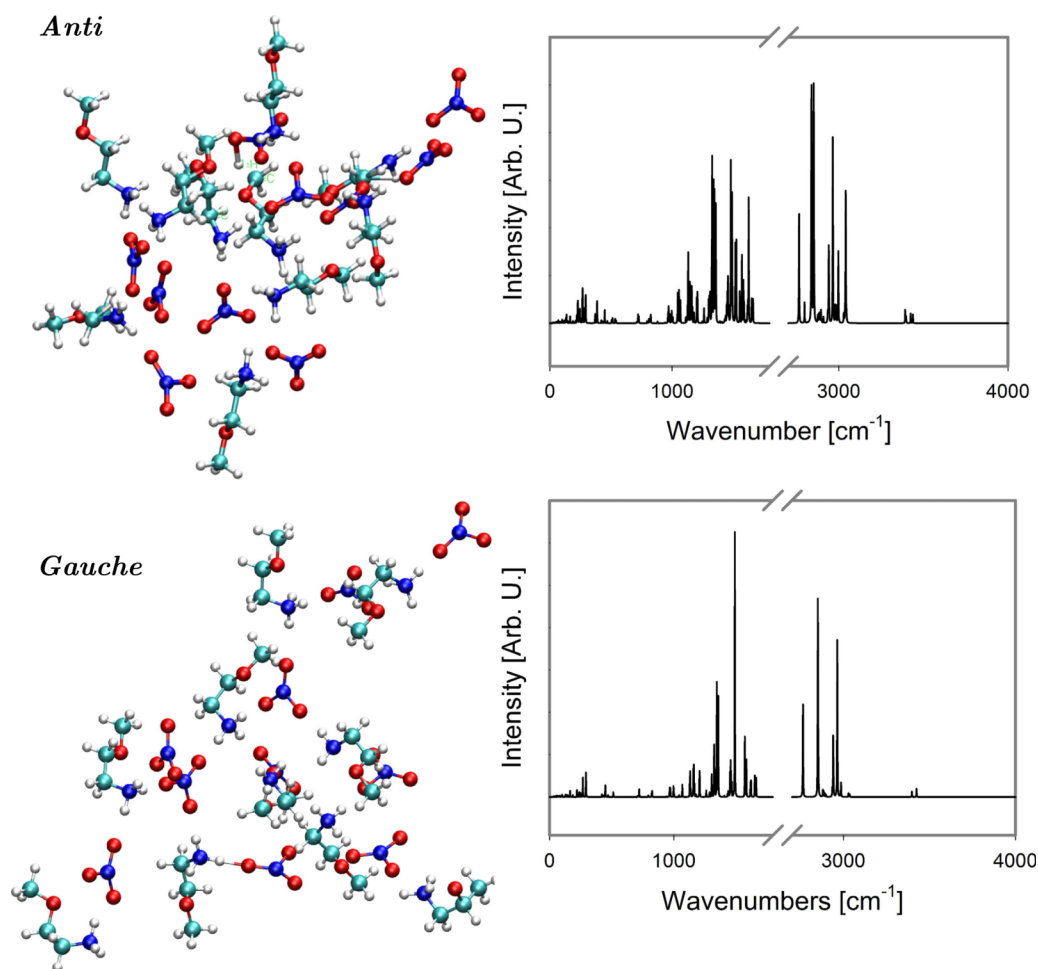 Anti
Intensity [Arb. U.]
0
1000
3000
4000
Wavenumber [cm⁻¹]
Gauche
Intensity [Arb. U.]
0
1000
3000
4000
Wavenumbers [cm⁻¹]